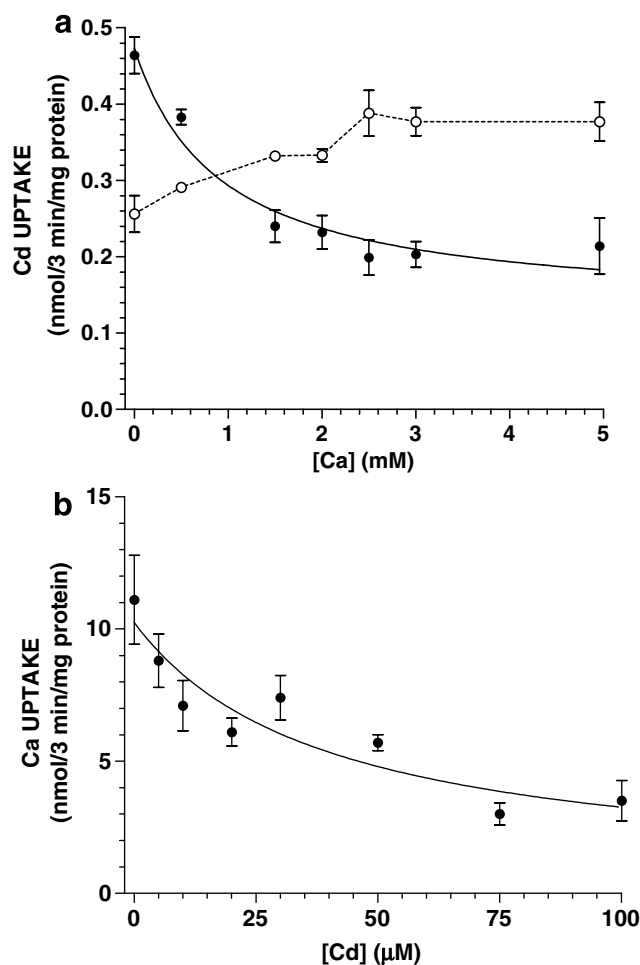 a
Cd UPTAKE
(nmol/3 min/mg protein)
0.5
0.4
0.3
0.2
0.1
0.0
0 1 2 3 4 5
[Ca] (mM)
b
Ca UPTAKE
(nmol/3 min/mg protein)
15
10
5
0
0 25 50 75 100
[Cd] (μM)